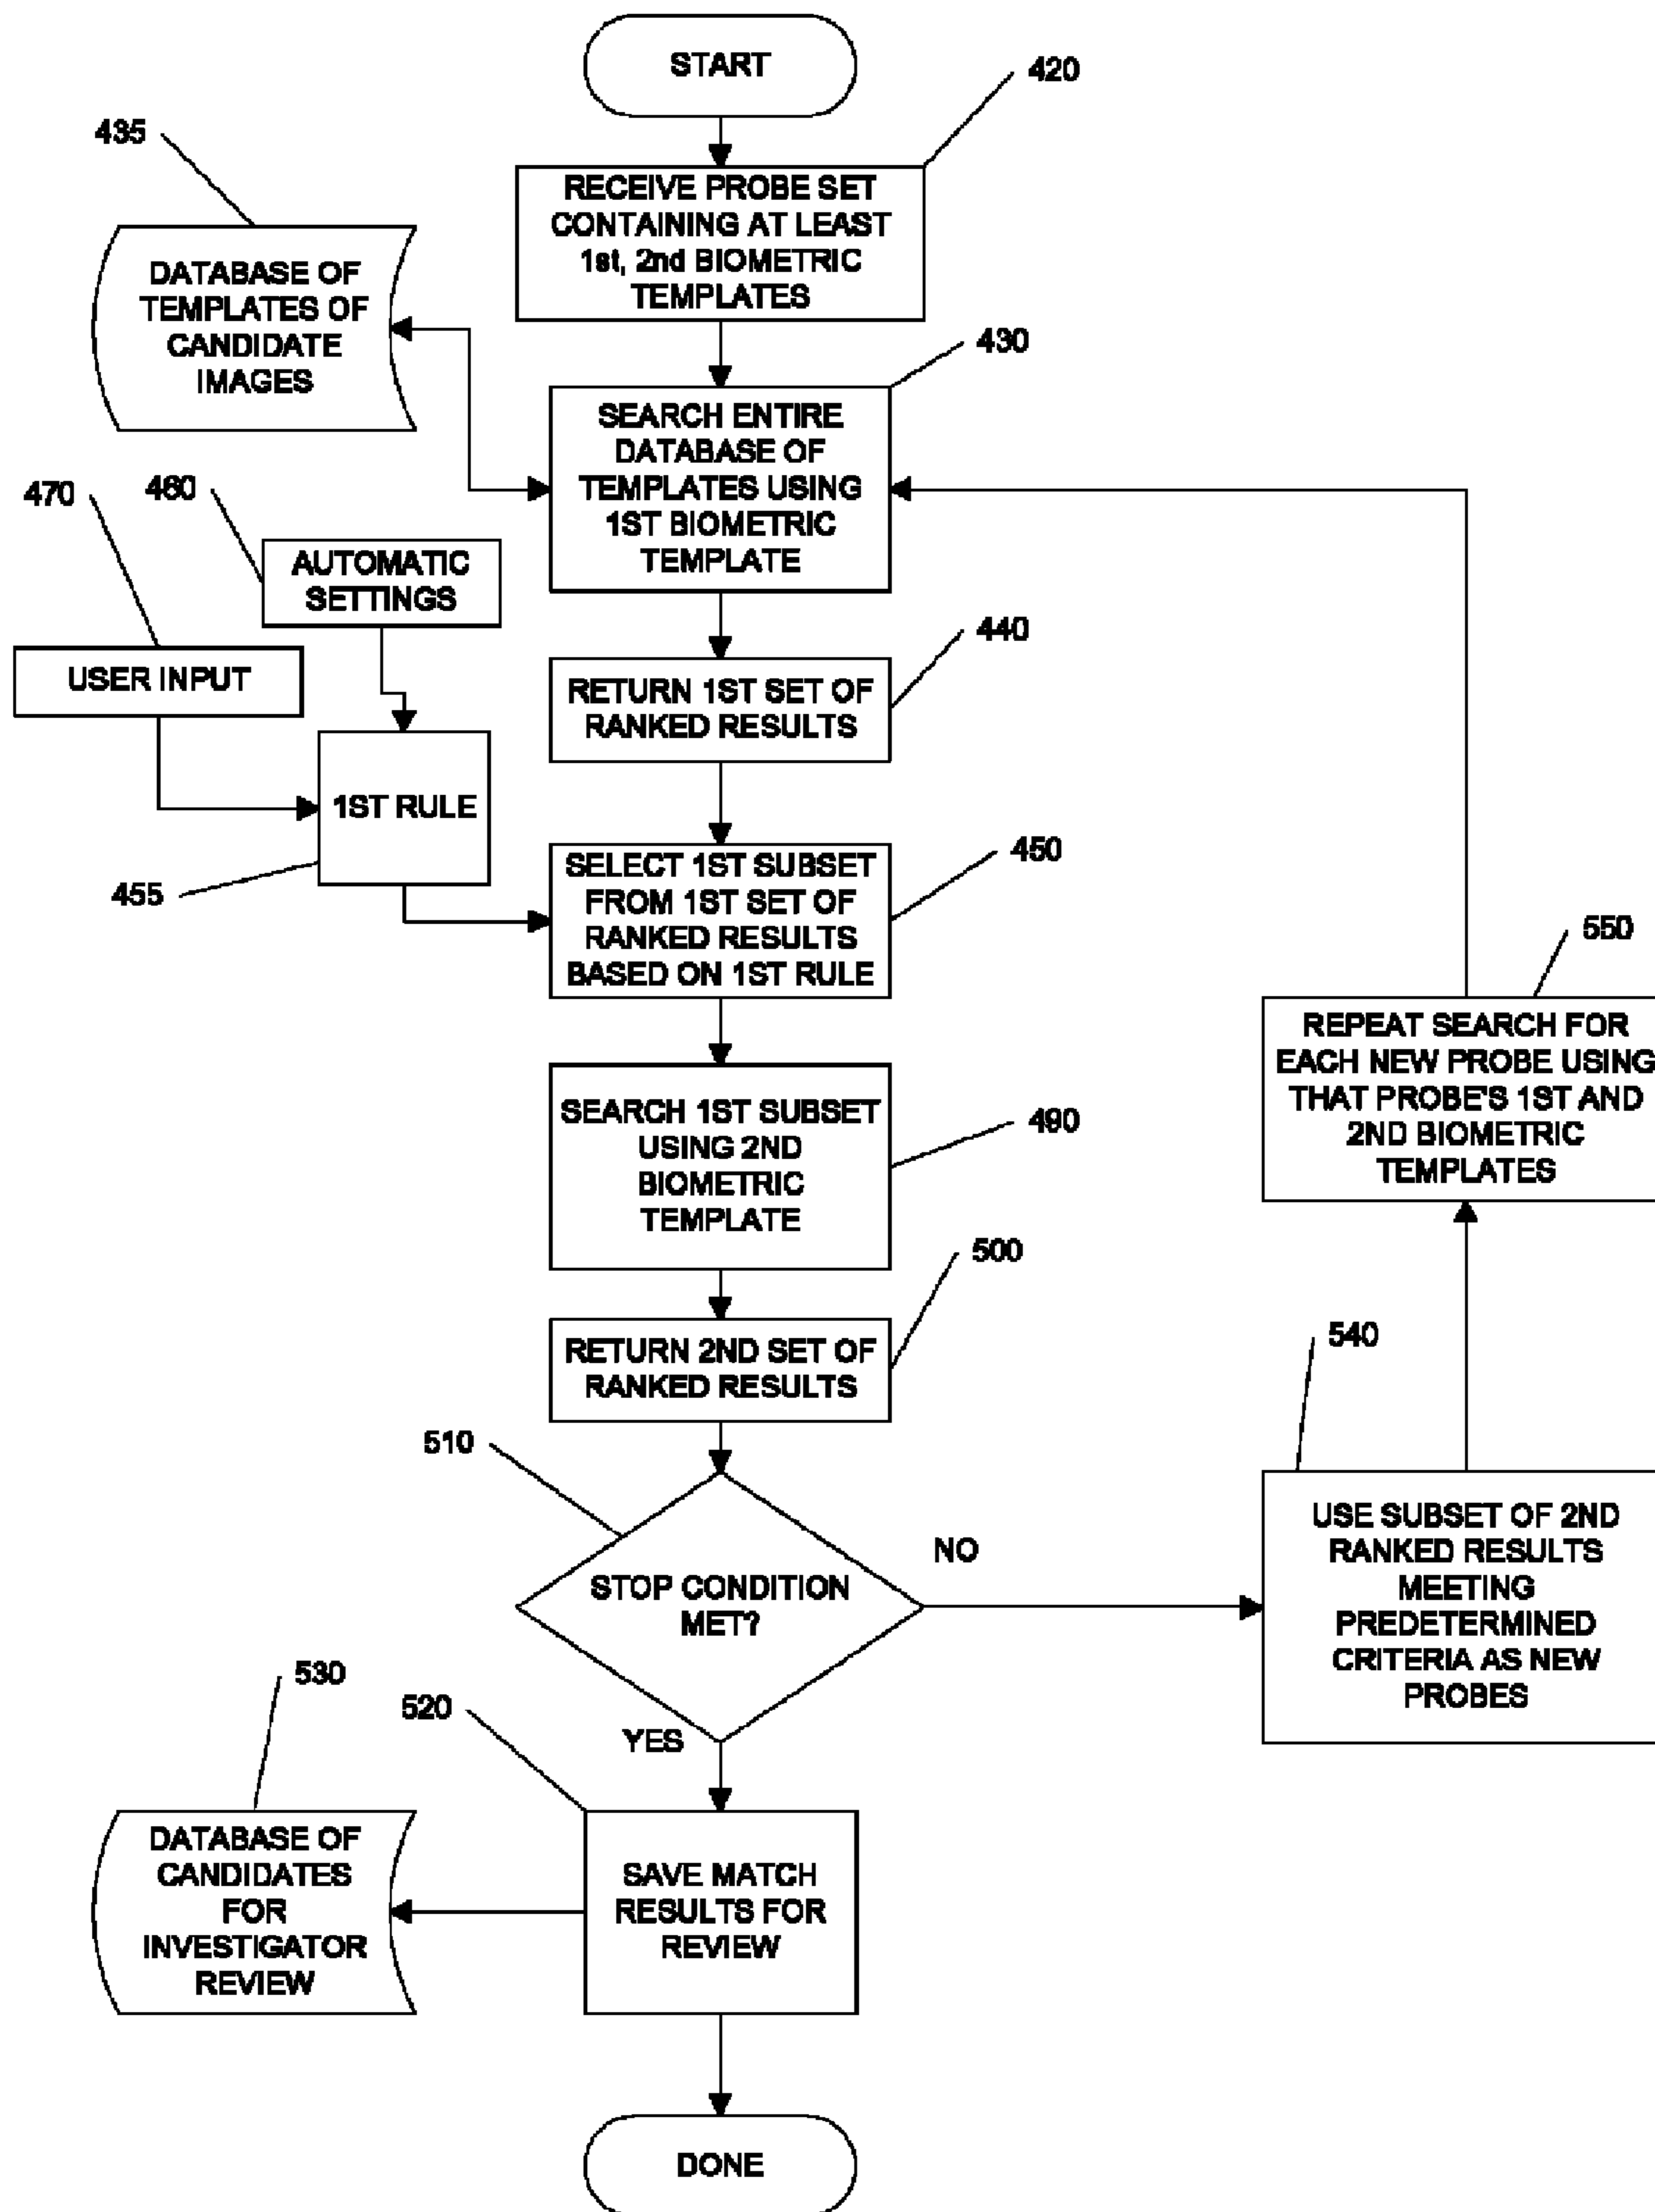 START
420
435
RECEIVE PROBE SET
CONTAINING AT LEAST
1st, 2nd BIOMETRIC
TEMPLATES
DATABASE OF
TEMPLATES OF
CANDIDATE
IMAGES
430
SEARCH ENTIRE
DATABASE OF
TEMPLATES USING
1ST BIOMETRIC
TEMPLATE
470
460
AUTOMATIC
SETTINGS
USER INPUT
440
RETURN 1ST SET OF
RANKED RESULTS
1ST RULE
455
450
SELECT 1ST SUBSET
FROM 1ST SET OF
RANKED RESULTS
BASED ON 1ST RULE
550
REPEAT SEARCH FOR
EACH NEW PROBE USING
THAT PROBE'S 1ST AND
2ND BIOMETRIC
TEMPLATES
SEARCH 1ST SUBSET
USING 2ND
BIOMETRIC
TEMPLATE
490
500
RETURN 2ND SET OF
RANKED RESULTS
540
510
STOP CONDITION
MET?
NO
USE SUBSET OF 2ND
RANKED RESULTS
MEETING
PREDETERMINED
CRITERIA AS NEW
PROBES
YES
530
520
DATABASE OF
CANDIDATES
FOR
INVESTIGATOR
REVIEW
SAVE MATCH
RESULTS FOR
REVIEW
DONE